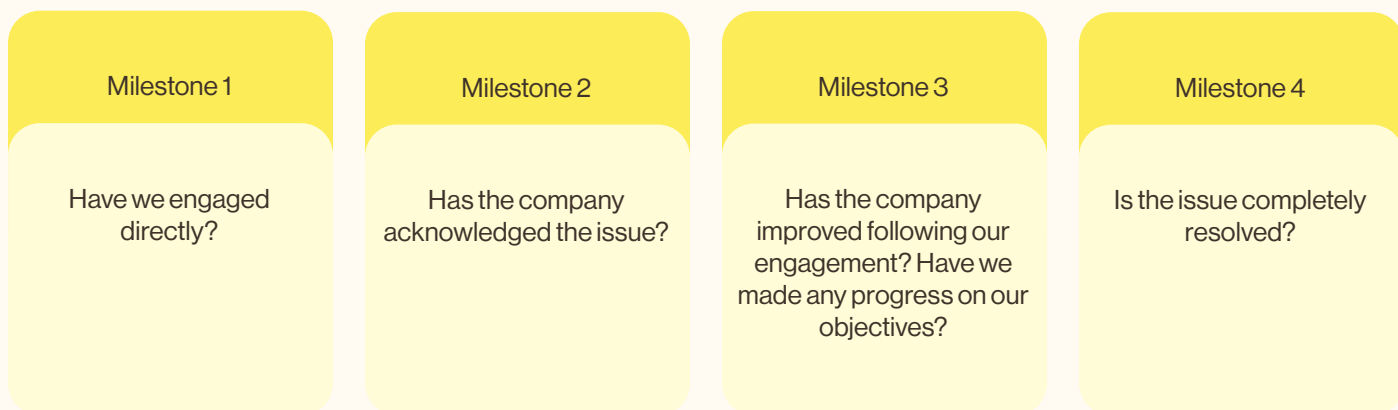 Milestone 1
Have we engaged
directly?
Milestone 2
Has the company
acknowledged the issue?
Milestone 3
Has the company
improved following our
engagement? Have we
made any progress on our
objectives?
Milestone 4
Is the issue completely
resolved?